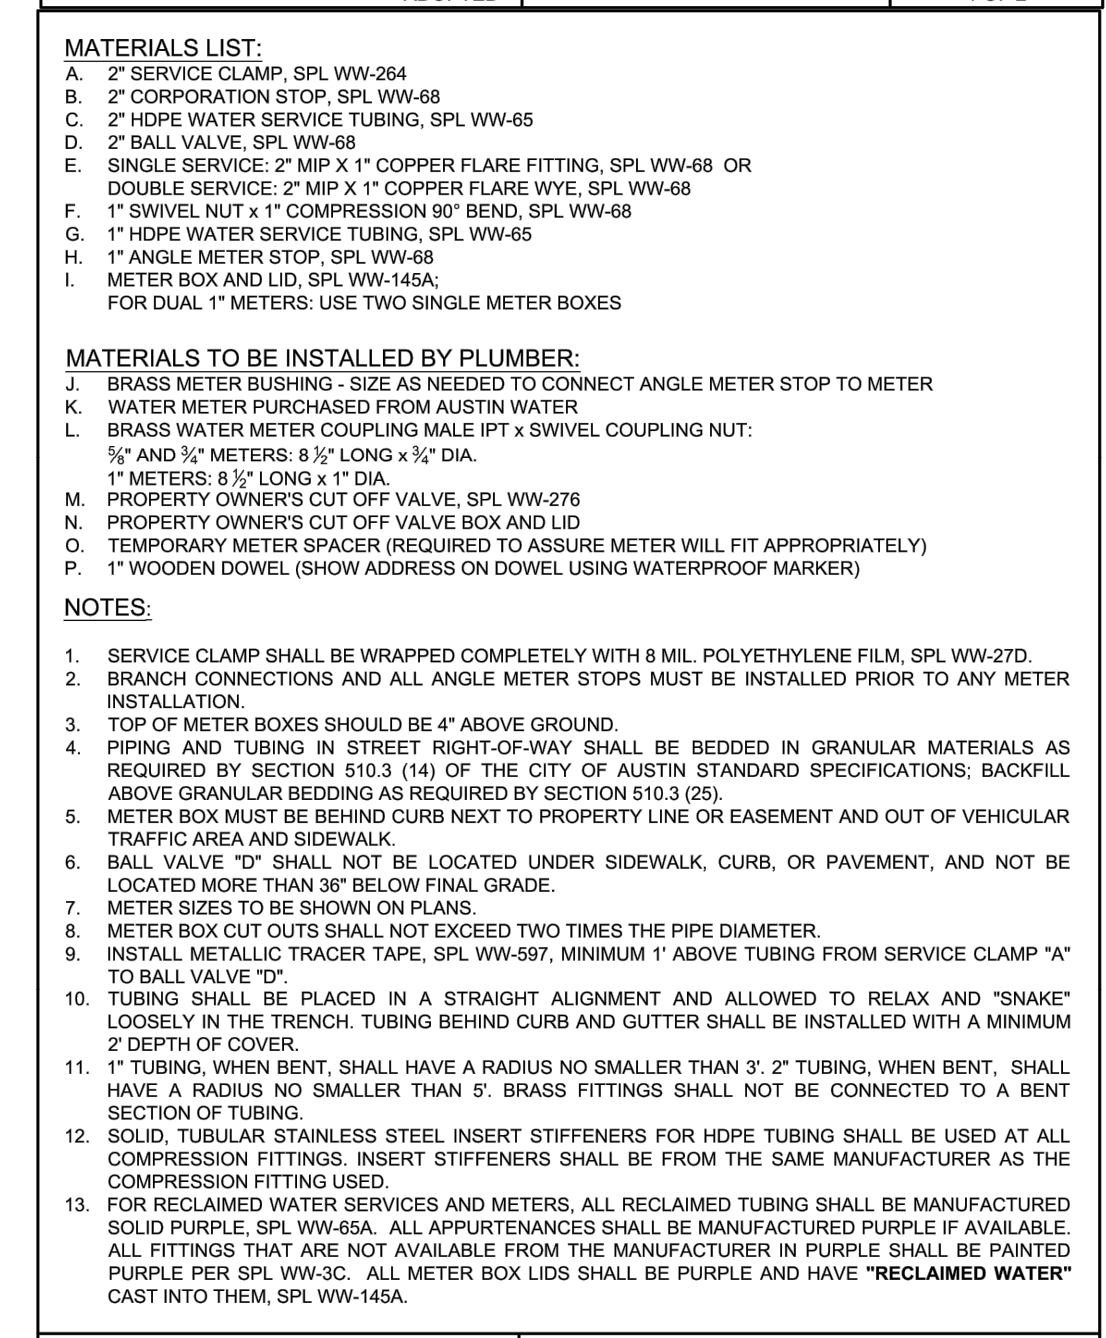 MATERIALS LIST:
A. 2" SERVICE CLAMP, SPL WW-264
B. 2" CORPORATION STOP, SPL WW-68
C. 2" HDPE WATER SERVICE TUBING, SPL WW-65
D. 2" BALL VALVE, SPL WW-68
E. SINGLE SERVICE: 2" MIP X 1" COPPER FLARE FITTING, SPL WW-68 OR
DOUBLE SERVICE: 2" MIP X 1" COPPER FLARE WYE, SPL WW-68
F. 1" SWIVEL NUT x 1" COMPRESSION 90° BEND, SPL WW-68
G. 1" HDPE WATER SERVICE TUBING, SPL WW-65
H. 1" ANGLE METER STOP, SPL WW-68
I. METER BOX AND LID, SPL WW-145A;
FOR DUAL 1" METERS: USE TWO SINGLE METER BOXES
MATERIALS TO BE INSTALLED BY PLUMBER:
J. BRASS METER BUSHING - SIZE AS NEEDED TO CONNECT ANGLE METER STOP TO METER
K. WATER METER PURCHASED FROM AUSTIN WATER
L. BRASS WATER METER COUPLING MALE IPT x SWIVEL COUPLING NUT:
⅝" AND ¾" METERS: 8 ½" LONG x ¾" DIA.
1" METERS: 8 ½" LONG x 1" DIA.
M. PROPERTY OWNER'S CUT OFF VALVE, SPL WW-276
N. PROPERTY OWNER'S CUT OFF VALVE BOX AND LID
O. TEMPORARY METER SPACER (REQUIRED TO ASSURE METER WILL FIT APPROPRIATELY)
P. 1" WOODEN DOWEL (SHOW ADDRESS ON DOWEL USING WATERPROOF MARKER)
NOTES:
1. SERVICE CLAMP SHALL BE WRAPPED COMPLETELY WITH 8 MIL. POLYETHYLENE FILM, SPL WW-27D.
2. BRANCH CONNECTIONS AND ALL ANGLE METER STOPS MUST BE INSTALLED PRIOR TO ANY METER
INSTALLATION.
3. TOP OF METER BOXES SHOULD BE 4" ABOVE GROUND.
4. PIPING AND TUBING IN STREET RIGHT-OF-WAY SHALL BE BEDDED IN GRANULAR MATERIALS AS
REQUIRED BY SECTION 510.3 (14) OF THE CITY OF AUSTIN STANDARD SPECIFICATIONS; BACKFILL
ABOVE GRANULAR BEDDING AS REQUIRED BY SECTION 510.3 (25).
5. METER BOX MUST BE BEHIND CURB NEXT TO PROPERTY LINE OR EASEMENT AND OUT OF VEHICULAR
TRAFFIC AREA AND SIDEWALK.
6. BALL VALVE "D" SHALL NOT BE LOCATED UNDER SIDEWALK, CURB, OR PAVEMENT, AND NOT BE
LOCATED MORE THAN 36" BELOW FINAL GRADE.
7. METER SIZES TO BE SHOWN ON PLANS.
8. METER BOX CUT OUTS SHALL NOT EXCEED TWO TIMES THE PIPE DIAMETER.
9. INSTALL METALLIC TRACER TAPE, SPL WW-597, MINIMUM 1' ABOVE TUBING FROM SERVICE CLAMP "A"
TO BALL VALVE "D".
10. TUBING SHALL BE PLACED IN A STRAIGHT ALIGNMENT AND ALLOWED TO RELAX AND "SNAKE"
LOOSELY IN THE TRENCH. TUBING BEHIND CURB AND GUTTER SHALL BE INSTALLED WITH A MINIMUM
2' DEPTH OF COVER.
11. 1" TUBING, WHEN BENT, SHALL HAVE A RADIUS NO SMALLER THAN 3'. 2" TUBING, WHEN BENT, SHALL
HAVE A RADIUS NO SMALLER THAN 5'. BRASS FITTINGS SHALL NOT BE CONNECTED TO A BENT
SECTION OF TUBING.
12. SOLID, TUBULAR STAINLESS STEEL INSERT STIFFENERS FOR HDPE TUBING SHALL BE USED AT ALL
COMPRESSION FITTINGS. INSERT STIFFENERS SHALL BE FROM THE SAME MANUFACTURER AS THE
COMPRESSION FITTING USED.
13. FOR RECLAIMED WATER SERVICES AND METERS, ALL RECLAIMED TUBING SHALL BE MANUFACTURED
SOLID PURPLE, SPL WW-65A. ALL APPURTENANCES SHALL BE MANUFACTURED PURPLE IF AVAILABLE.
ALL FITTINGS THAT ARE NOT AVAILABLE FROM THE MANUFACTURER IN PURPLE SHALL BE PAINTED
PURPLE PER SPL WW-3C. ALL METER BOX LIDS SHALL BE PURPLE AND HAVE "RECLAIMED WATER"
CAST INTO THEM, SPL WW-145A.